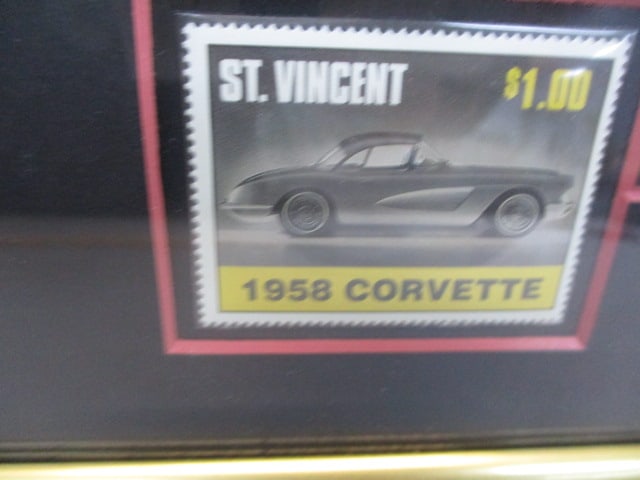 ST. VINCENT $1.00
1958 CORVETTE